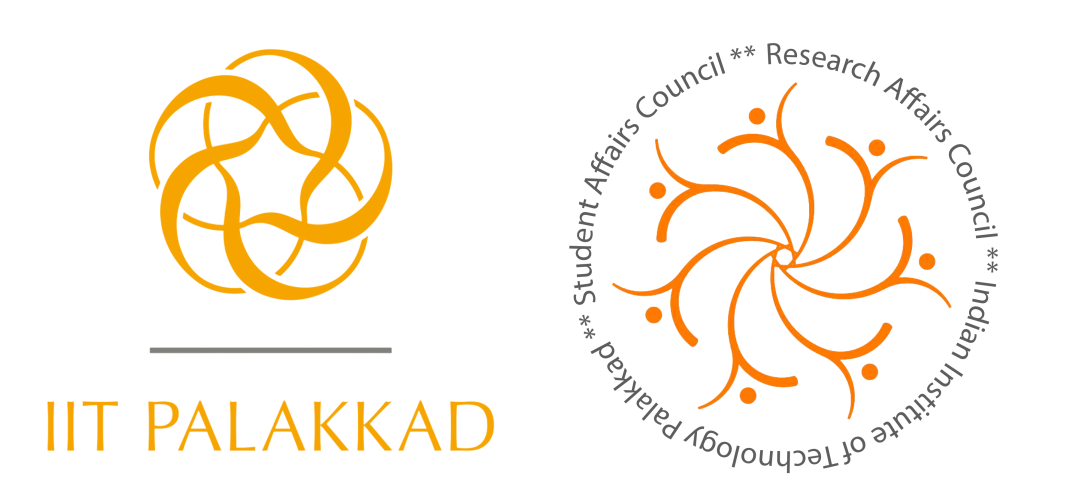 IIT PALAKKAD
Student Affairs Council ** Research Affairs Council ** Indian Institute of Technology Palakkad **